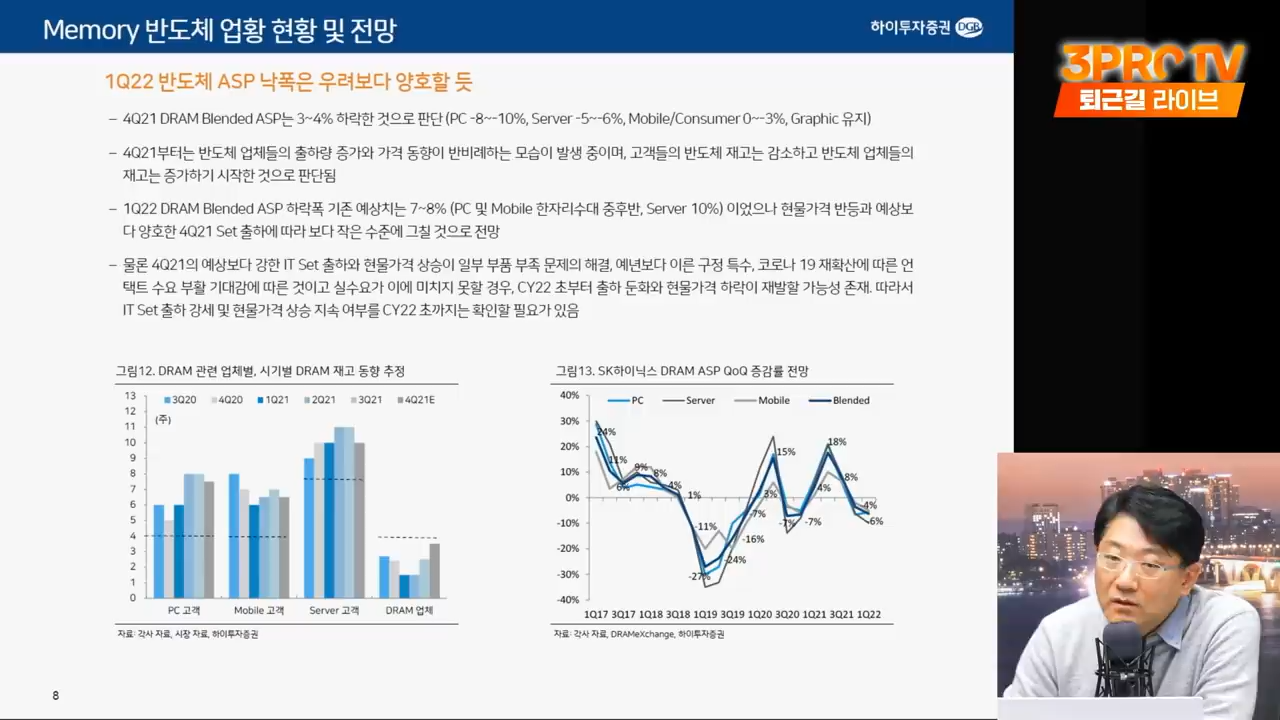 Memory 반도체 업황 현황 및 전망
하이투자증권 DGB
3PRO TV
퇴근길 라이브
1Q22 반도체 ASP 낙폭은 우려보다 양호할 듯
– 4Q21 DRAM Blended ASP는 3~4% 하락한 것으로 판단 (PC -8~-10%, Server -5~-6%, Mobile/Consumer 0~-3%, Graphic 유지)
– 4Q21부터는 반도체 업체들의 출하량 증가와 가격 동향이 반비례하는 모습이 발생 중이며, 고객들의 반도체 재고는 감소하고 반도체 업체들의
재고는 증가하기 시작한 것으로 판단됨
– 1Q22 DRAM Blended ASP 하락폭 기존 예상치는 7~8% (PC 및 Mobile 한자리수대 중후반, Server 10%) 이었으나 현물가격 반등과 예상보
다 양호한 4Q21 Set 출하에 따라 보다 작은 수준에 그칠 것으로 전망
– 물론 4Q21의 예상보다 강한 IT Set 출하와 현물가격 상승이 일부 부품 부족 문제의 해결, 예년보다 이른 구정 특수, 코로나 19 재확산에 따른 언
택트 수요 부활 기대감에 따른 것이고 실수요가 이에 미치지 못할 경우, CY22 초부터 출하 둔화와 현물가격 하락이 재발할 가능성 존재. 따라서
IT Set 출하 강세 및 현물가격 상승 지속 여부를 CY22 초까지는 확인할 필요가 있음
그림12. DRAM 관련 업체별, 시기별 DRAM 재고 동향 추정
3Q20 4Q20 1Q21 2Q21 3Q21 4Q21E
(주)
13
12
11
10
9
8
7
6
5
4
3
2
1
0
PC 고객 Mobile 고객 Server 고객 DRAM 업체
자료: 각사 자료, 시장 자료, 하이투자증권
그림13. SK하이닉스 DRAM ASP QoQ 증감률 전망
PC Server Mobile Blended
40%
30%
20%
10%
0%
-10%
-20%
-30%
-40%
24%
11%
6%
9%
8%
4%
1%
-11%
-27%
-24%
-16%
-7%
3%
15%
-7%
-7%
4%
18%
8%
-4%
-6%
1Q17 3Q17 1Q18 3Q18 1Q19 3Q19 1Q20 3Q20 1Q21 3Q21 1Q22
자료: 각사 자료, DRAMeXchange, 하이투자증권
8